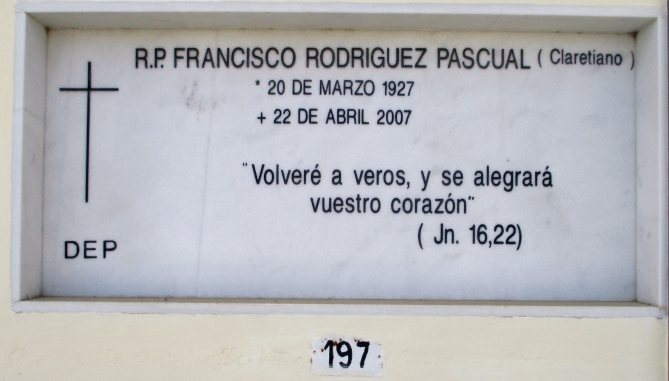 R.P. FRANCISCO RODRIGUEZ PASCUAL ( Claretiano )
* 20 DE MARZO 1927
+ 22 DE ABRIL 2007
"Volveré a veros, y se alegrará
vuestro corazón"
( Jn. 16,22)
DEP
197